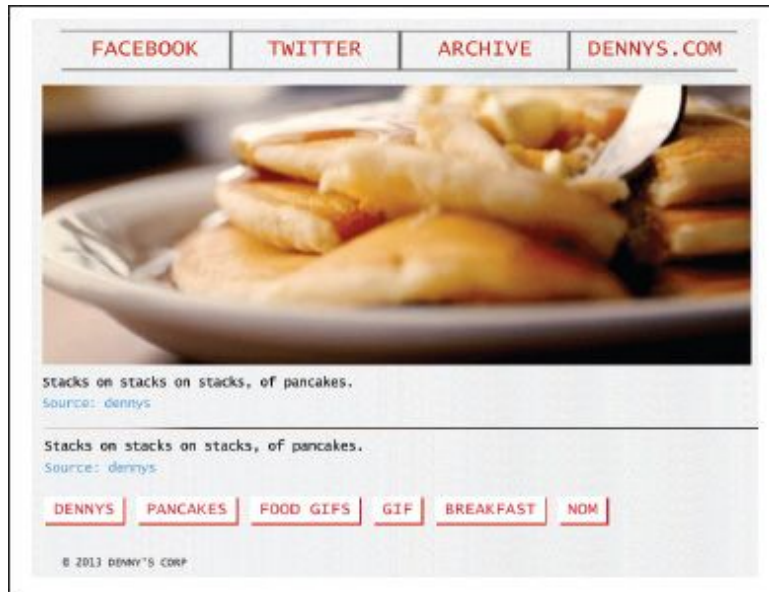 FACEBOOK TWITTER ARCHIVE DENNYS.COM
Stacks on stacks on stacks, of pancakes.
Source: dennys
Stacks on stacks on stacks, of pancakes.
Source: dennys
DENNYS PANCAKES FOOD GIFS GIF BREAKFAST NOM
© 2013 DENNY'S CORP